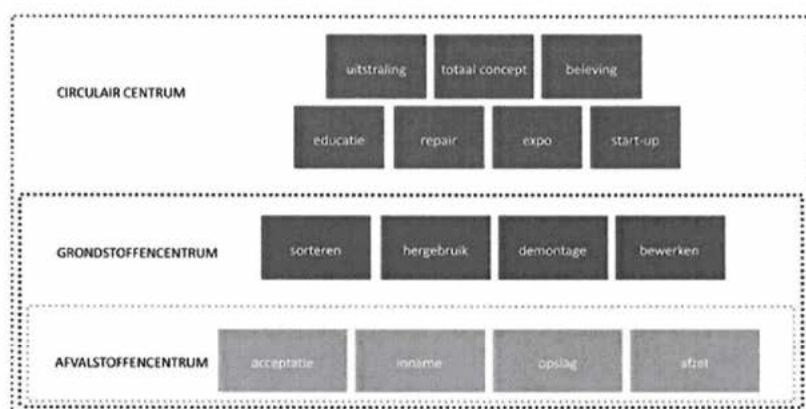 uitstraling totaal concept beleving
CIRCULAIR CENTRUM
educatie repair expo start-up
GRONDSTOFFENCENTRUM sorteren hergebruik demontage bewerken
AFVALSTOFFENCENTRUM acceptatie inname opslag afzet